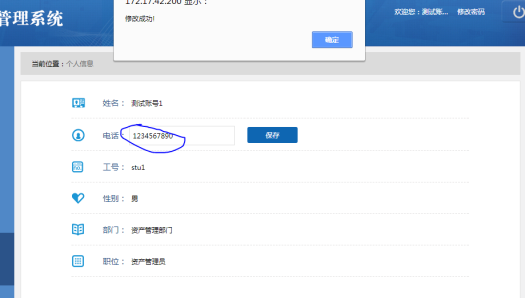 172.17.42.200 显示：
修改成功!
确定
管理系统
欢迎您：测试账... 修改密码
当前位置：个人信息
姓名： 测试账号1
电话： 1234567890 保存
工号： stu1
性别： 男
部门： 资产管理部门
职位： 资产管理员